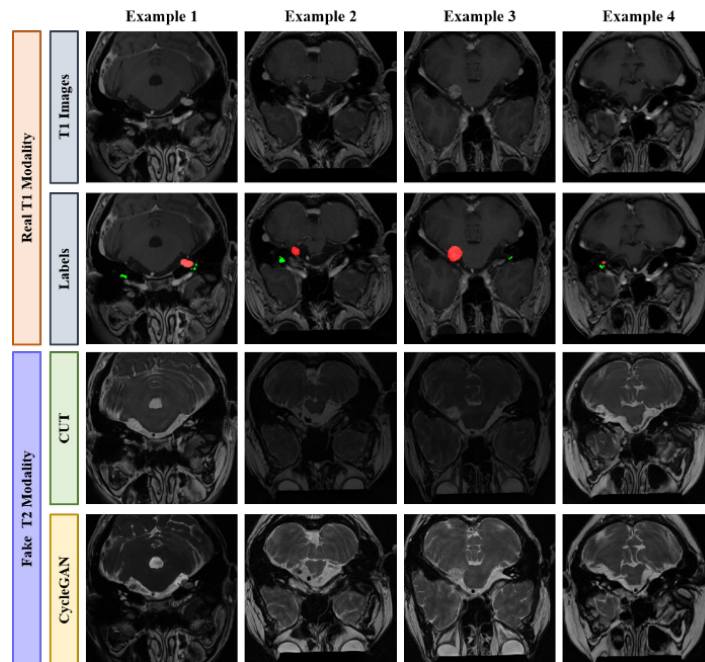 Example 1
Example 2
Example 3
Example 4
Real T1 Modality
T1 Images
Labels
Fake T2 Modality
CUT
CycleGAN